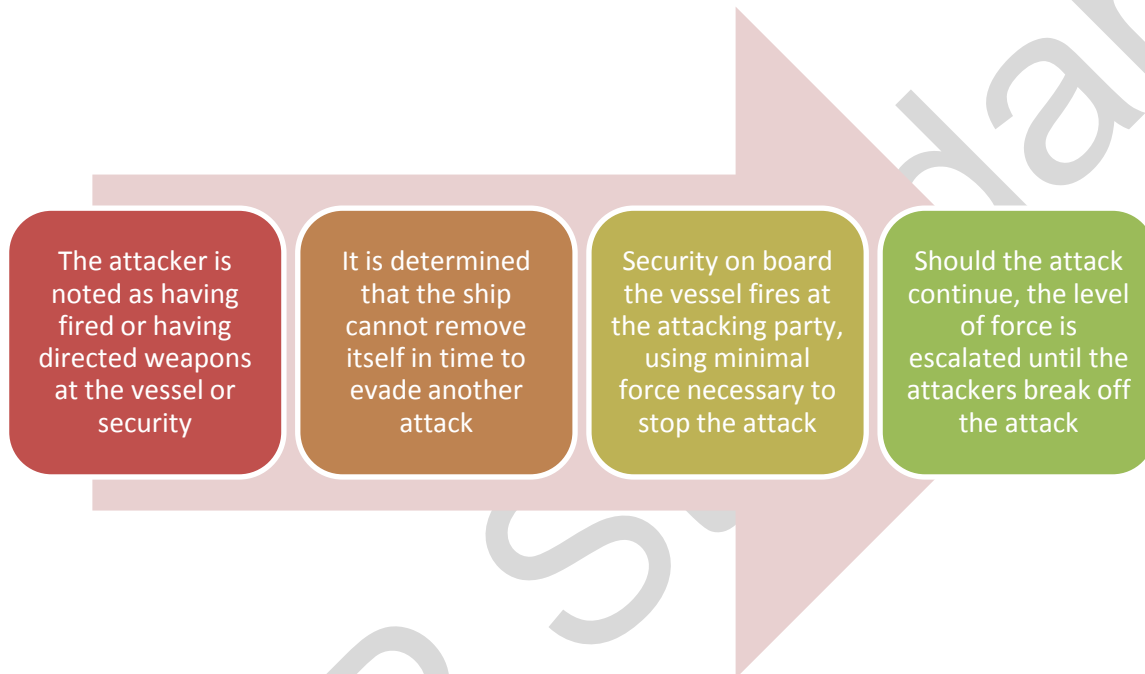 The attacker is
noted as having
fired or having
directed weapons
at the vessel or
security
It is determined
that the ship
cannot remove
itself in time to
evade another
attack
Security on board
the vessel fires at
the attacking party,
using minimal
force necessary to
stop the attack
Should the attack
continue, the level
of force is
escalated until the
attackers break off
the attack